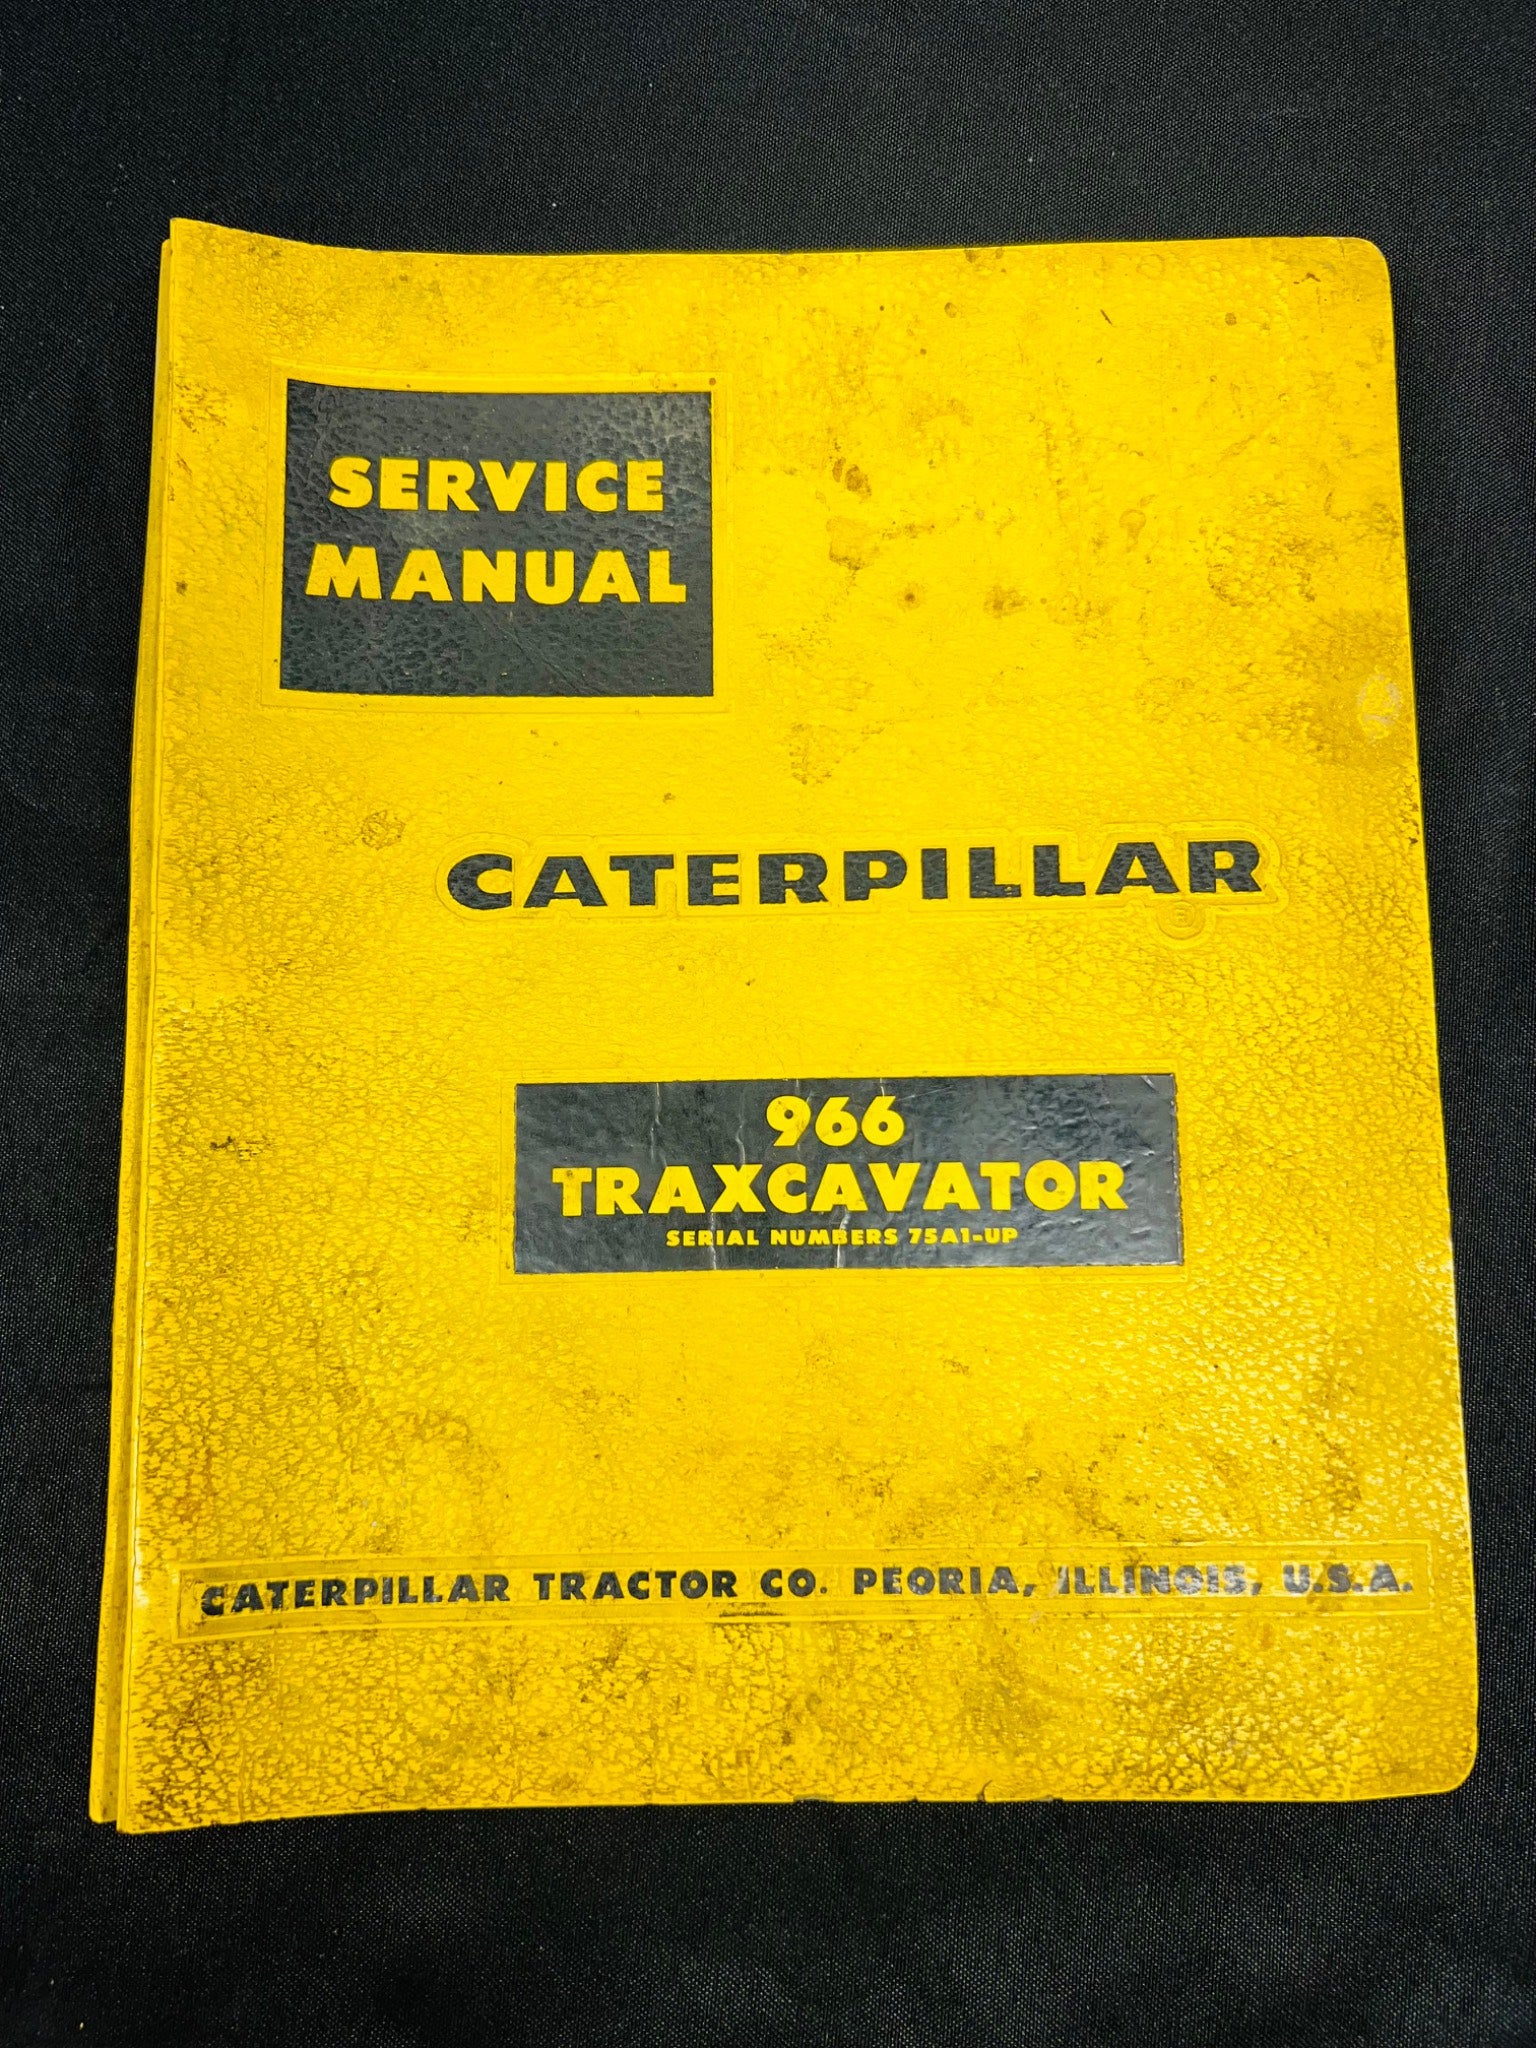 SERVICE
MANUAL
CATERPILLAR
®
966
TRAXCAVATOR
SERIAL NUMBERS 75A1-UP
CATERPILLAR TRACTOR CO. PEORIA, ILLINOIS, U.S.A.